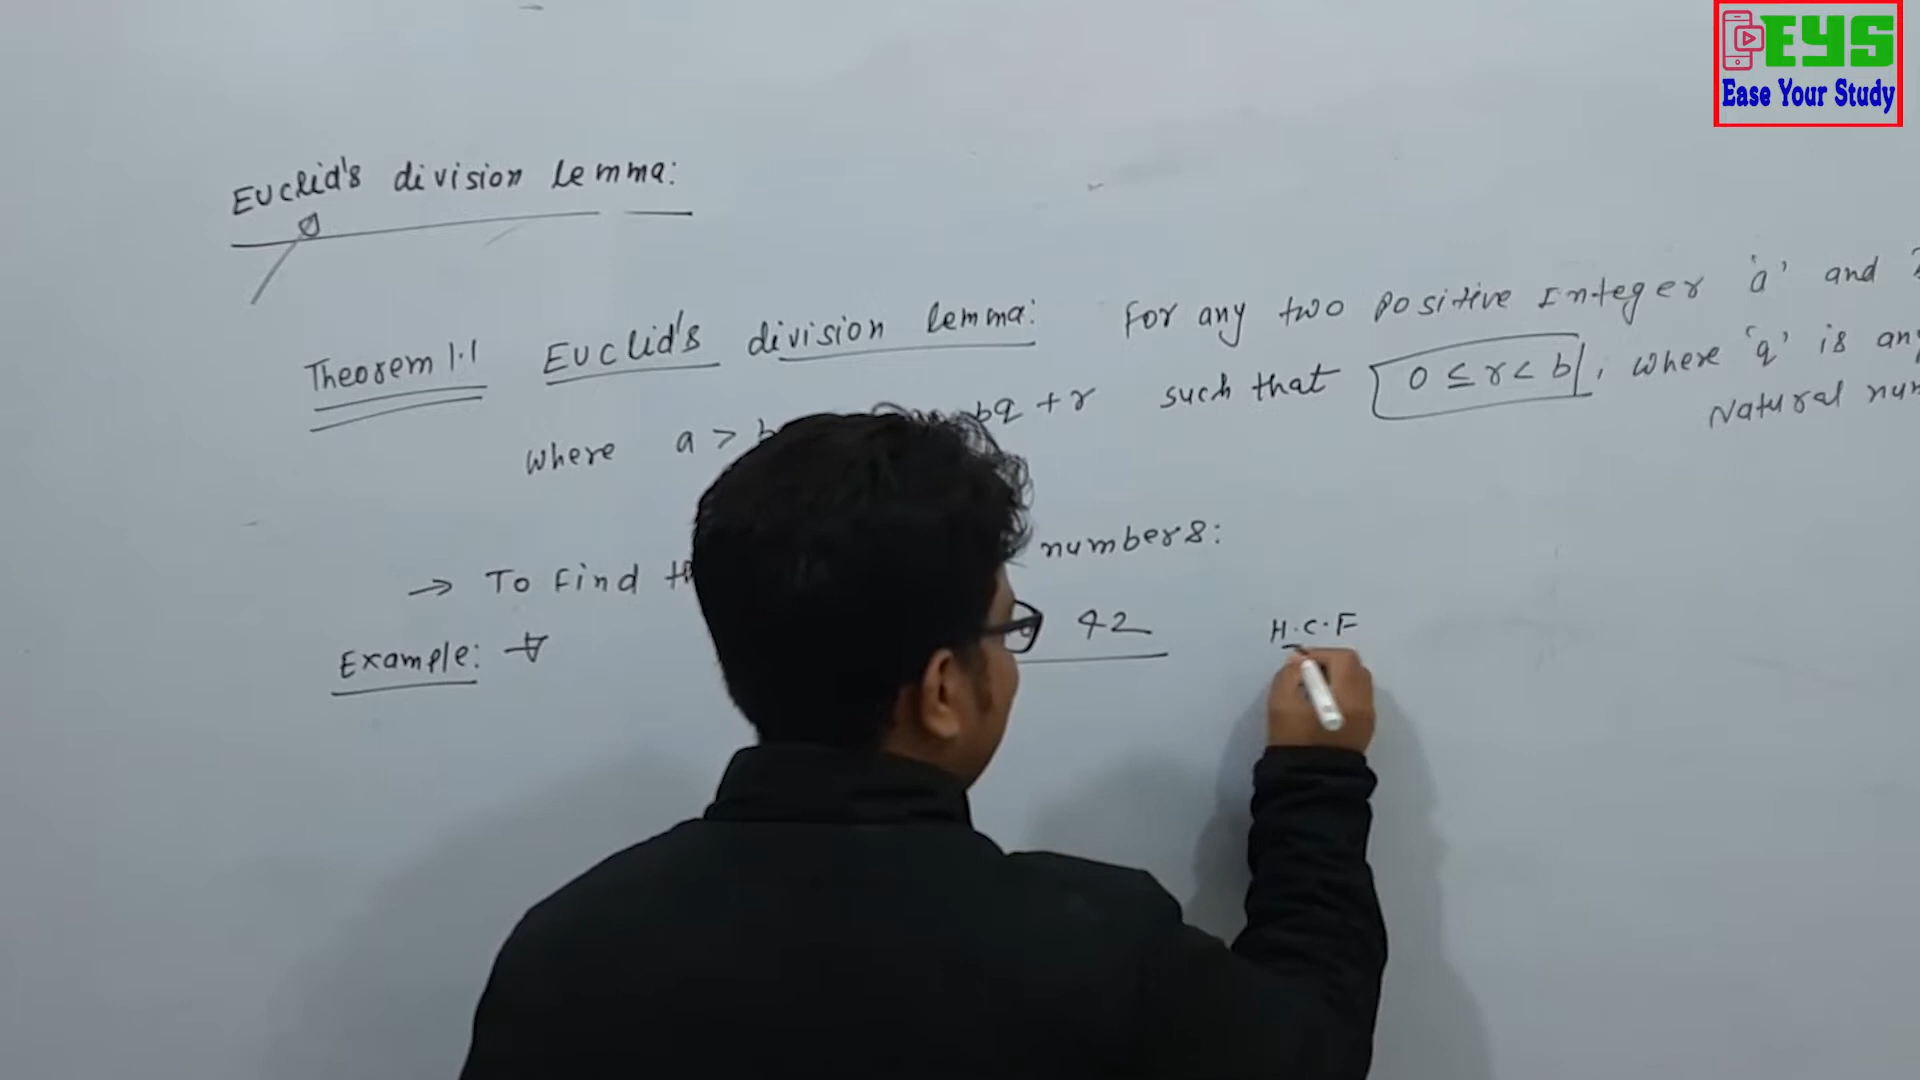 EYS
Ease Your Study
Euclid's division lemma:
Theorem 1.1 Euclid's division lemma: For any two positive Integer 'a' and
where a > bq + r such that 0 ≤ r < b, where 'q' is any
Natural
→ To Find numbers:
Example: 42 H.C.F